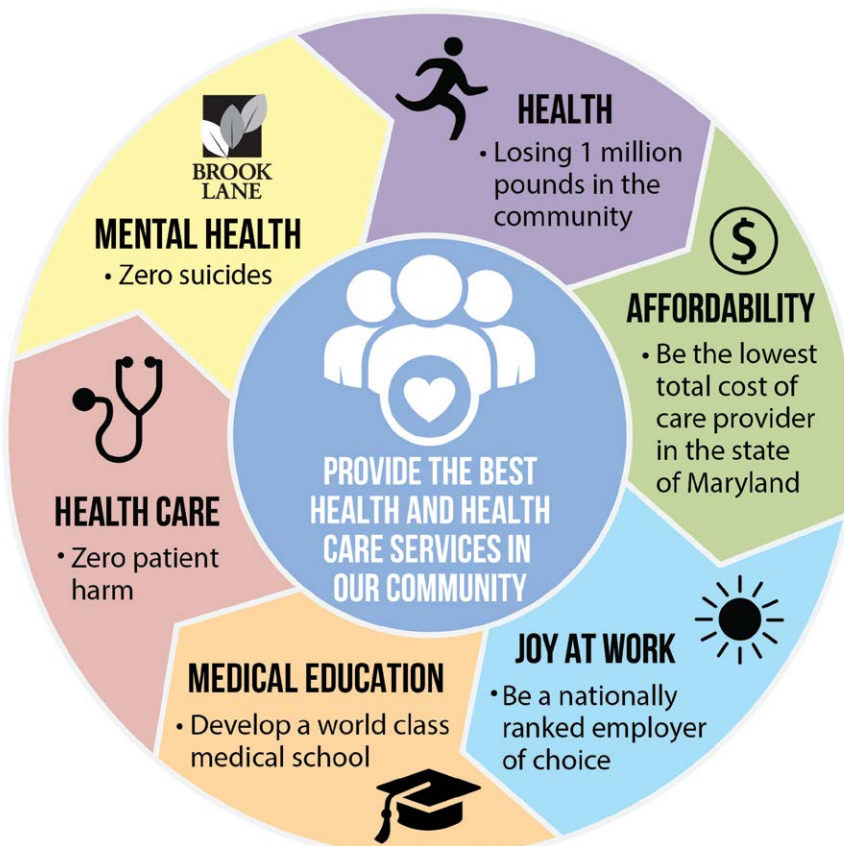 HEALTH
• Losing 1 million
pounds in the
community
$
AFFORDABILITY
• Be the lowest
total cost of
care provider
in the state
of Maryland
JOY AT WORK
• Be a nationally
ranked employer
of choice
MEDICAL EDUCATION
• Develop a world class
medical school
HEALTH CARE
• Zero patient
harm
BROOK
LANE
MENTAL HEALTH
• Zero suicides
PROVIDE THE BEST
HEALTH AND HEALTH
CARE SERVICES IN
OUR COMMUNITY